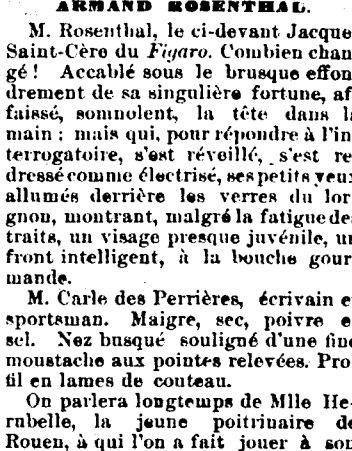 ARMAND ROSENTHAL.
M. Rosenthal, le ci-devant Jacque
Saint-Cère du Figaro. Combien chan
gé ! Accablé sous le brusque effon
drement de sa singulière fortune, af
faissé, somnolent, la tête dans l
main ; mais qui, pour répondre à l'in
terrogatoire, s'est réveillé, s'est re
dressé comme électrisé, ses petits yeux
allumés derrière les verres du lor
gnon, montrant, malgré la fatigue de
traits, un visage presque juvénile, u
front intelligent, à la bouche gour
mande.
M. Carle des Perrières, écrivain e
sportsman. Maigre, sec, poivre e
sel. Nez busqué souligné d'une fine
moustache aux pointes relevées. Pro
fil en lames de couteau.
On parlera longtemps de Mlle He-
rnbelle, la jeune poitrinaire de
Rouen, à qui l'on a fait jouer à son